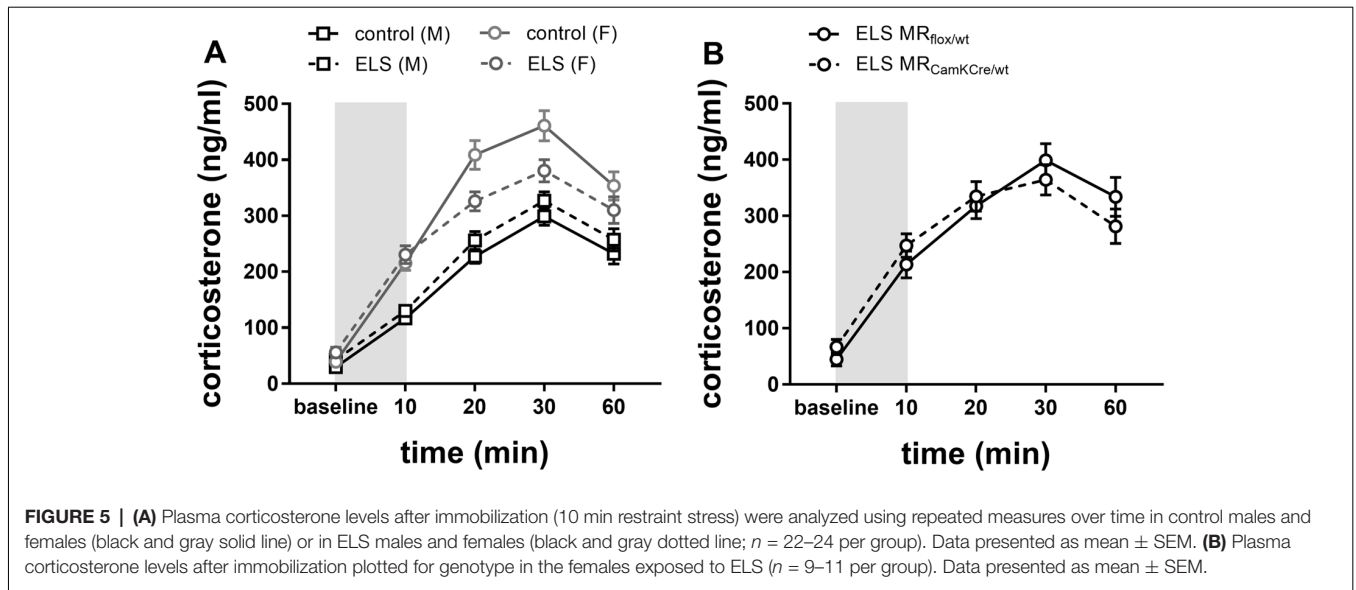 A
control (M) control (F)
ELS (M) ELS (F)
corticosterone (ng/ml)
500
400
300
200
100
0
baseline 10 20 30 60
time (min)
B
ELS MRflox/wt
ELS MRCamKCre/wt
corticosterone (ng/ml)
500
400
300
200
100
0
baseline 10 20 30 60
time (min)
FIGURE 5 | (A) Plasma corticosterone levels after immobilization (10 min restraint stress) were analyzed using repeated measures over time in control males and
females (black and gray solid line) or in ELS males and females (black and gray dotted line; n = 22–24 per group). Data presented as mean ± SEM. (B) Plasma
corticosterone levels after immobilization plotted for genotype in the females exposed to ELS (n = 9–11 per group). Data presented as mean ± SEM.